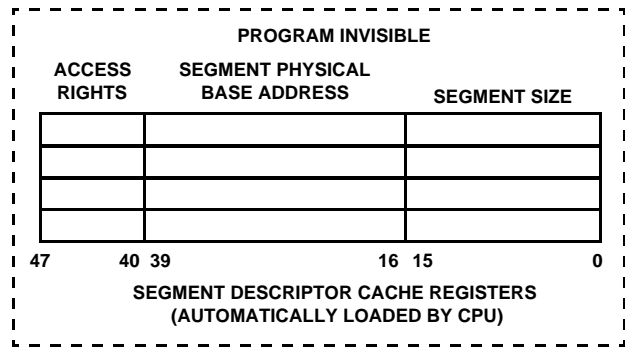 PROGRAM INVISIBLE
ACCESS RIGHTS
SEGMENT PHYSICAL BASE ADDRESS
SEGMENT SIZE
47 40 39 16 15 0
SEGMENT DESCRIPTOR CACHE REGISTERS
(AUTOMATICALLY LOADED BY CPU)